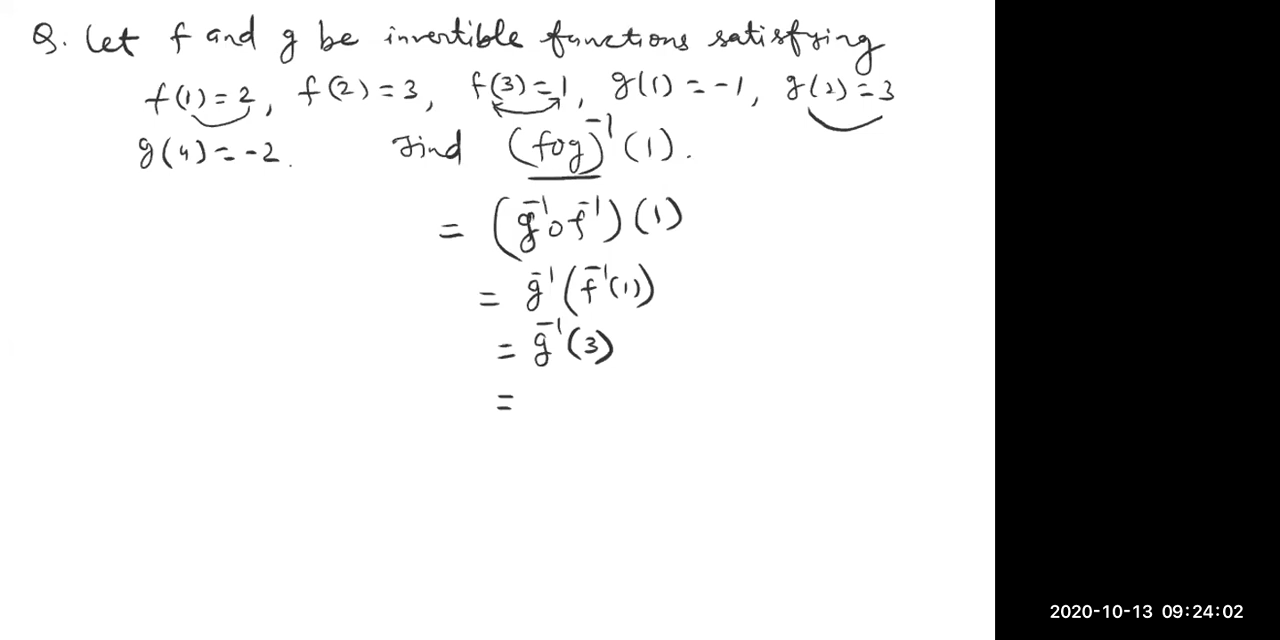 Q. Let f and g be invertible functions satisfying
f(1) = 2, f(2) = 3, f(3) = 1, g(1) = -1, g(2) = 3
g(4) = -2. Find (fog)⁻¹(1).
= (g⁻¹of⁻¹)(1)
= g⁻¹(f⁻¹(1))
= g⁻¹(3)
=
2020-10-13 09:24:02